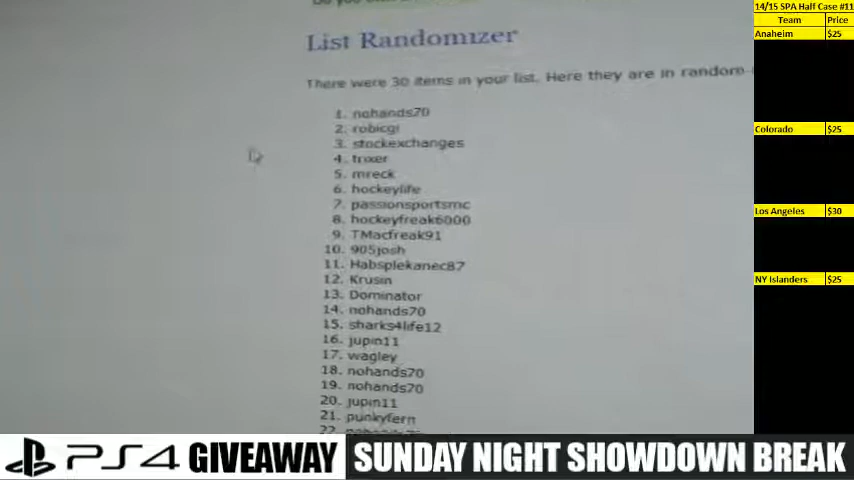 List Randomizer
There were 30 items in your list. Here they are in random
1. nohands70
2. robicgi
3. stockexchanges
4. trixer
5. mreck
6. hockeylife
7. passionsportsmc
8. hockeyfreak6000
9. TMacfreak91
10. 905josh
11. Habsplekanec87
12. Krusin
13. Dominator
14. nohands70
15. sharks4life12
16. jupin11
17. wagley
18. nohands70
19. nohands70
20. jupin11
21. punkyfern
22.
14/15 SPA Half Case #11
Team Price
Anaheim $25
Colorado $25
Los Angeles $30
NY Islanders $25
PS4 GIVEAWAY SUNDAY NIGHT SHOWDOWN BREAK